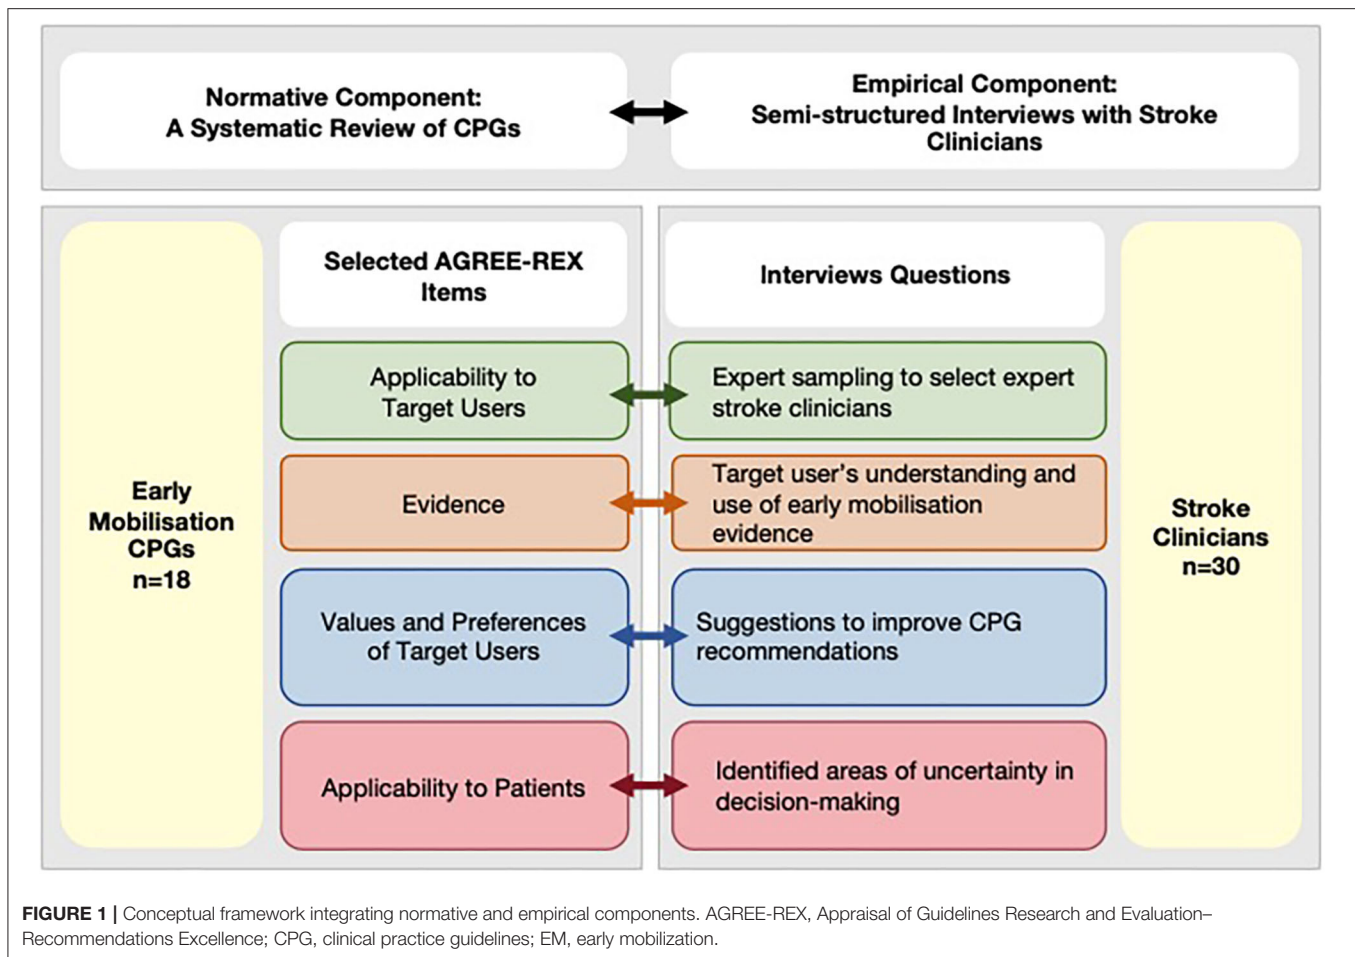 Normative Component:
A Systematic Review of CPGs
Empirical Component:
Semi-structured Interviews with Stroke
Clinicians
Early
Mobilisation
CPGs
n=18
Selected AGREE-REX
Items
Interviews Questions
Applicability to
Target Users
Expert sampling to select expert
stroke clinicians
Evidence
Target user's understanding and
use of early mobilisation
evidence
Values and Preferences
of Target Users
Suggestions to improve CPG
recommendations
Applicability to Patients
Identified areas of uncertainty in
decision-making
Stroke
Clinicians
n=30
FIGURE 1 | Conceptual framework integrating normative and empirical components. AGREE-REX, Appraisal of Guidelines Research and Evaluation–
Recommendations Excellence; CPG, clinical practice guidelines; EM, early mobilization.